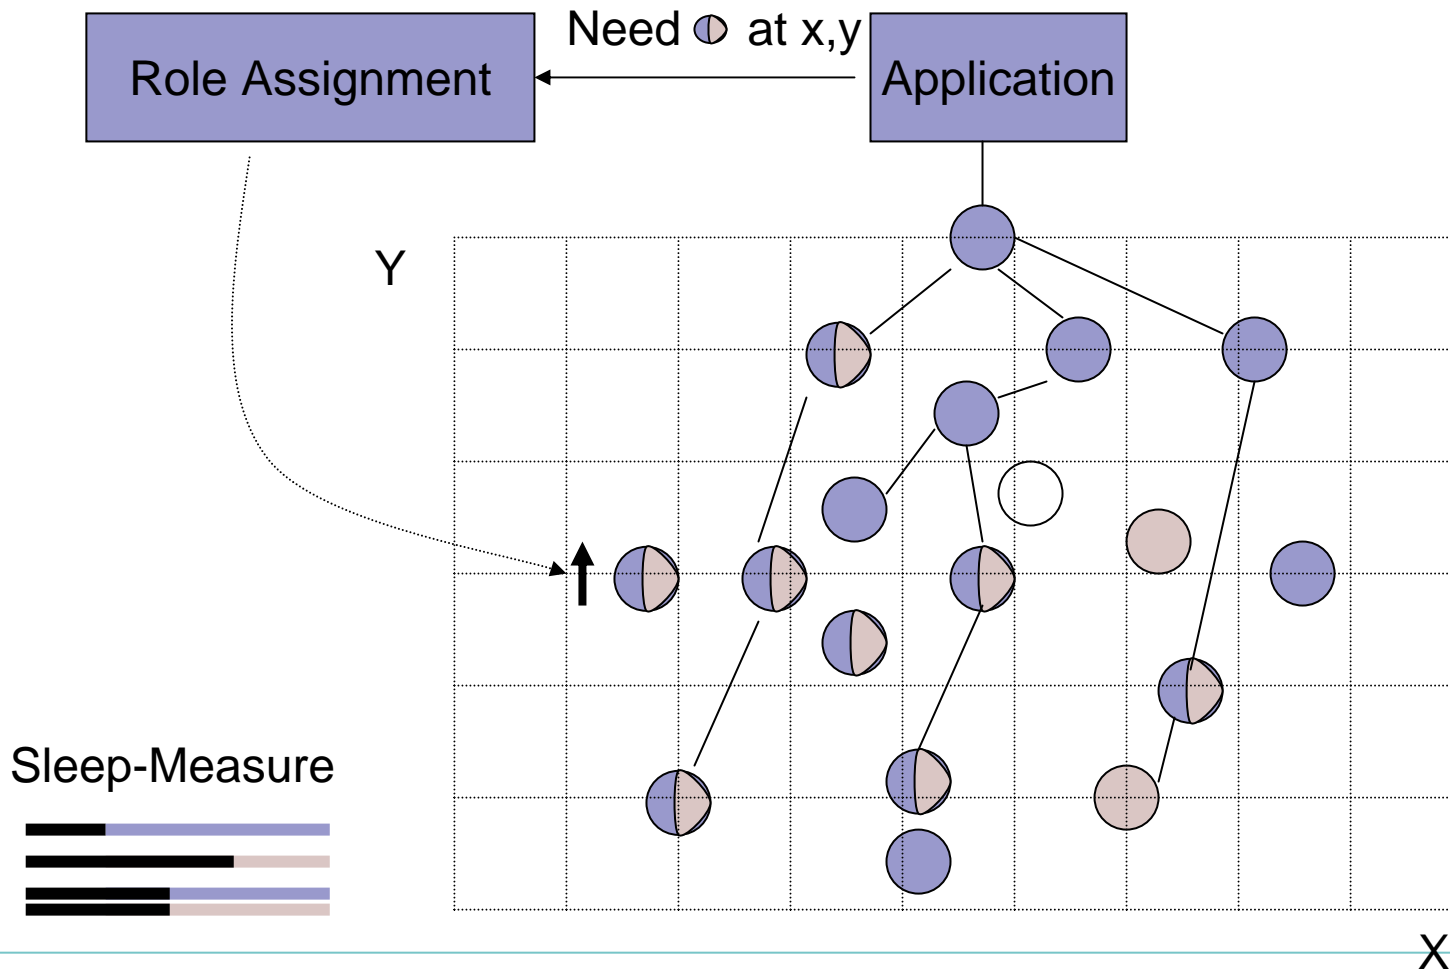 Need at x,y
Role Assignment
Application
Y
Sleep-Measure
X